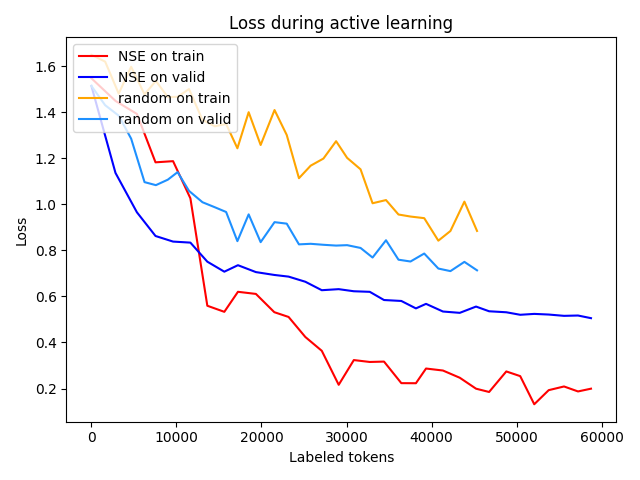 Loss during active learning
NSE on train
NSE on valid
random on train
random on valid
1.6
1.4
1.2
1.0
0.8
0.6
0.4
0.2
Loss
0
10000
20000
30000
40000
50000
60000
Labeled tokens